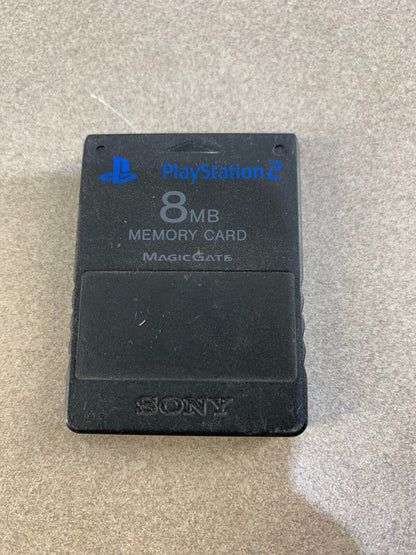 PlayStation 2
8MB
MEMORY CARD
MAGICGATE
SONY